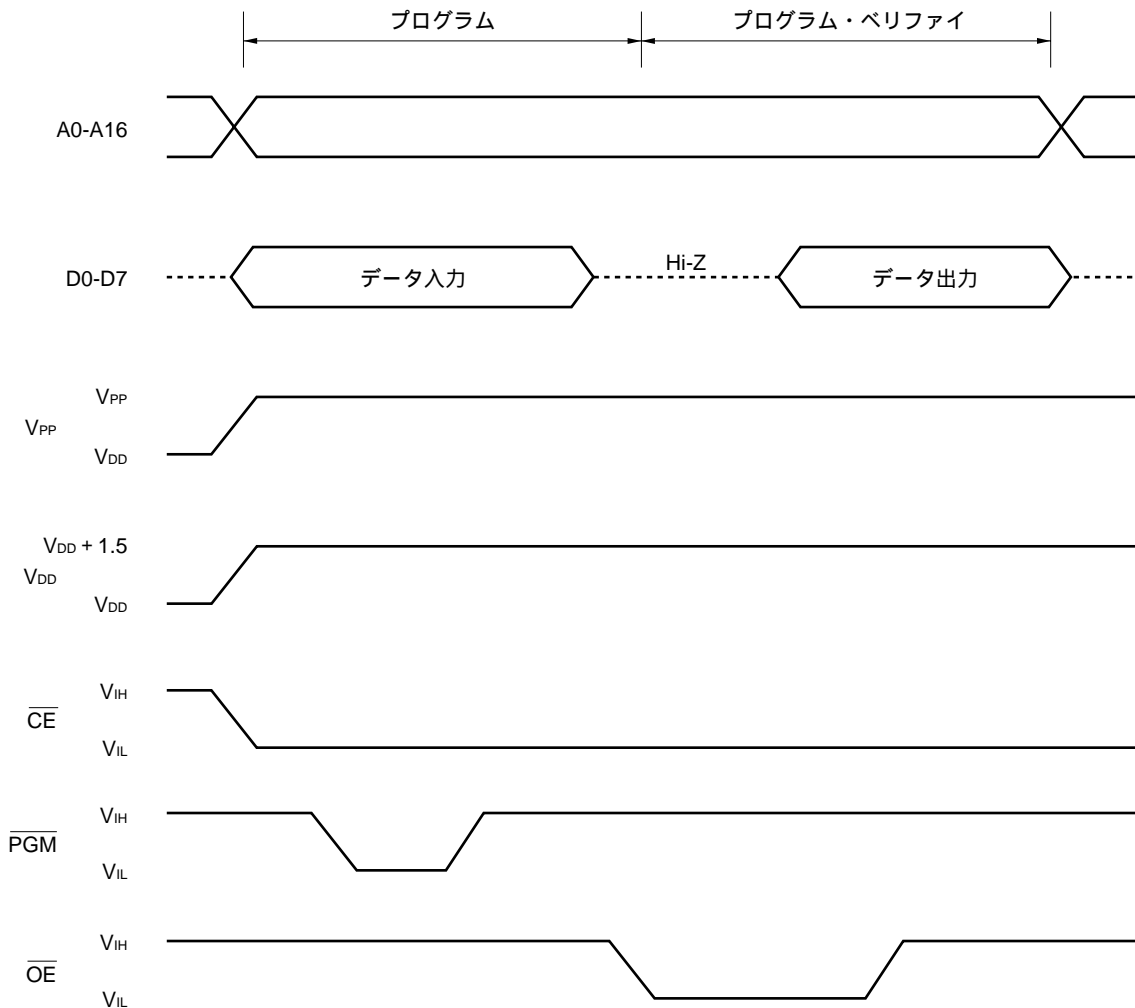 プログラム
プログラム・ベリファイ
A0-A16
D0-D7
データ入力
Hi-Z
データ出力
VPP
VPP
VDD
VDD + 1.5
VDD
VDD
VIH
CE
VIL
VIH
PGM
VIL
VIH
OE
VIL